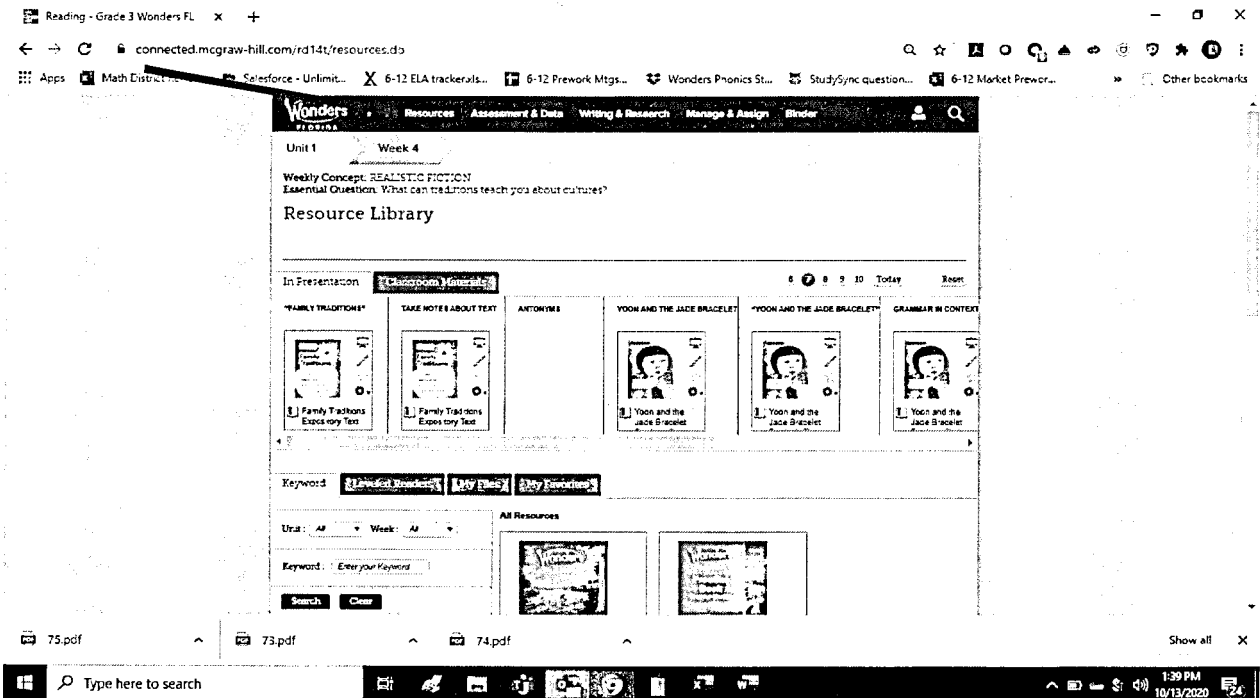 Reading - Grade 3 Wonders FL
connected.mcgraw-hill.com/rd14t/resources.do
Apps Math District Salesforce - Unlimit... 6-12 ELA tracker.xls... 6-12 Prework Mtgs... Wonders Phonics St... StudySync question... 6-12 Market Prewor... Other bookmarks
Wonders Resources Assessment & Data Writing & Research Manage & Assign Binder
FLORIDA
Unit 1 Week 4
Weekly Concept: REALISTIC FICTION
Essential Question: What can traditions teach you about cultures?
Resource Library
In Presentation Classroom Materials 6 7 8 9 10 Today Reset
"FAMILY TRADITIONS" TAKE NOTES ABOUT TEXT ANTONYMS YOON AND THE JADE BRACELET "YOON AND THE JADE BRACELET" GRAMMAR IN CONTEXT
Family Traditions Family Traditions Yoon and the Yoon and the Yoon and the
Expository Text Expository Text Jade Bracelet Jade Bracelet Jade Bracelet
Keyword Leveled Readers My Files My Favorites
All Resources
Unit: All Week: All
Keyword: Enter your Keyword
Search Clear
75.pdf 73.pdf 74.pdf Show all
Type here to search 1:39 PM
10/13/2020